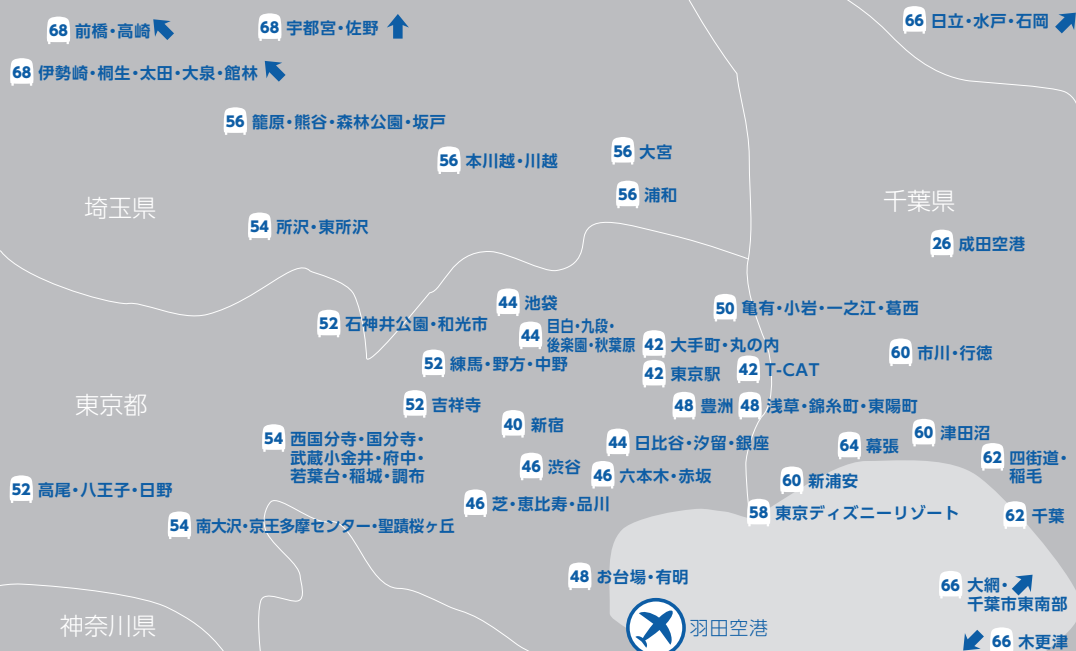 68 前橋・高崎
68 宇都宮・佐野
66 日立・水戸・石岡
68 伊勢崎・桐生・太田・大泉・館林
56 籠原・熊谷・森林公園・坂戸
56 本川越・川越
56 大宮
56 浦和
埼玉県
千葉県
54 所沢・東所沢
26 成田空港
44 池袋
50 亀有・小岩・一之江・葛西
52 石神井公園・和光市
44 目白・九段・
後楽園・秋葉原
42 大手町・丸の内
60 市川・行徳
52 練馬・野方・中野
42 東京駅
42 T-CAT
東京都
52 吉祥寺
48 豊洲
48 浅草・錦糸町・東陽町
40 新宿
54 西国分寺・国分寺・
武蔵小金井・府中・
若葉台・稲城・調布
44 日比谷・汐留・銀座
64 幕張
60 津田沼
46 渋谷
46 六本木・赤坂
62 四街道・
稲毛
60 新浦安
52 高尾・八王子・日野
46 芝・恵比寿・品川
58 東京ディズニーリゾート
62 千葉
54 南大沢・京王多摩センター・聖蹟桜ヶ丘
48 お台場・有明
66 大網・
千葉市東南部
神奈川県
羽田空港
66 木更津